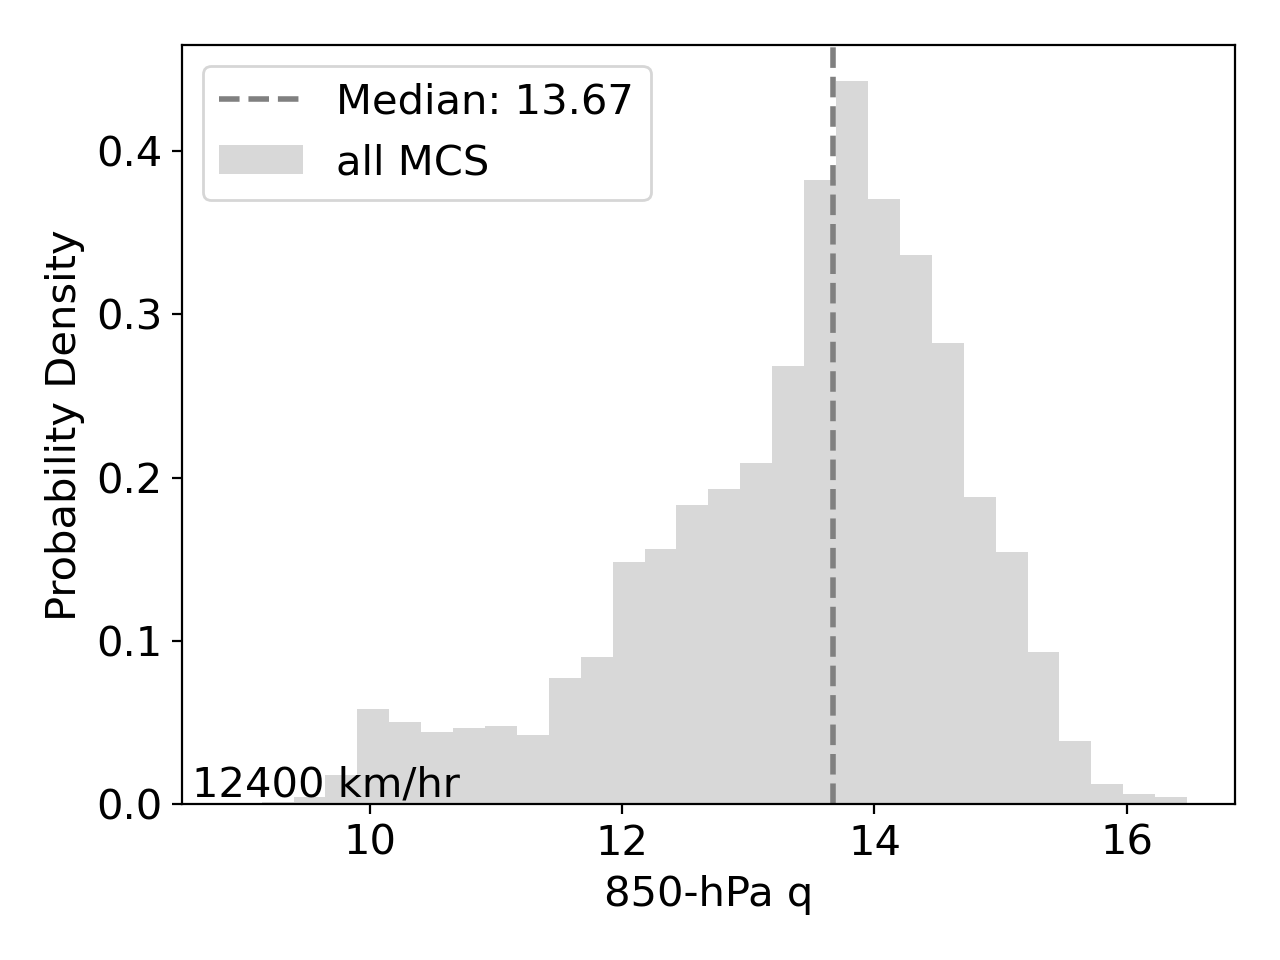 Median: 13.67
all MCS
Probability Density
0.4
0.3
0.2
0.1
0.0
12400 km/hr
10 12 14 16
850-hPa q